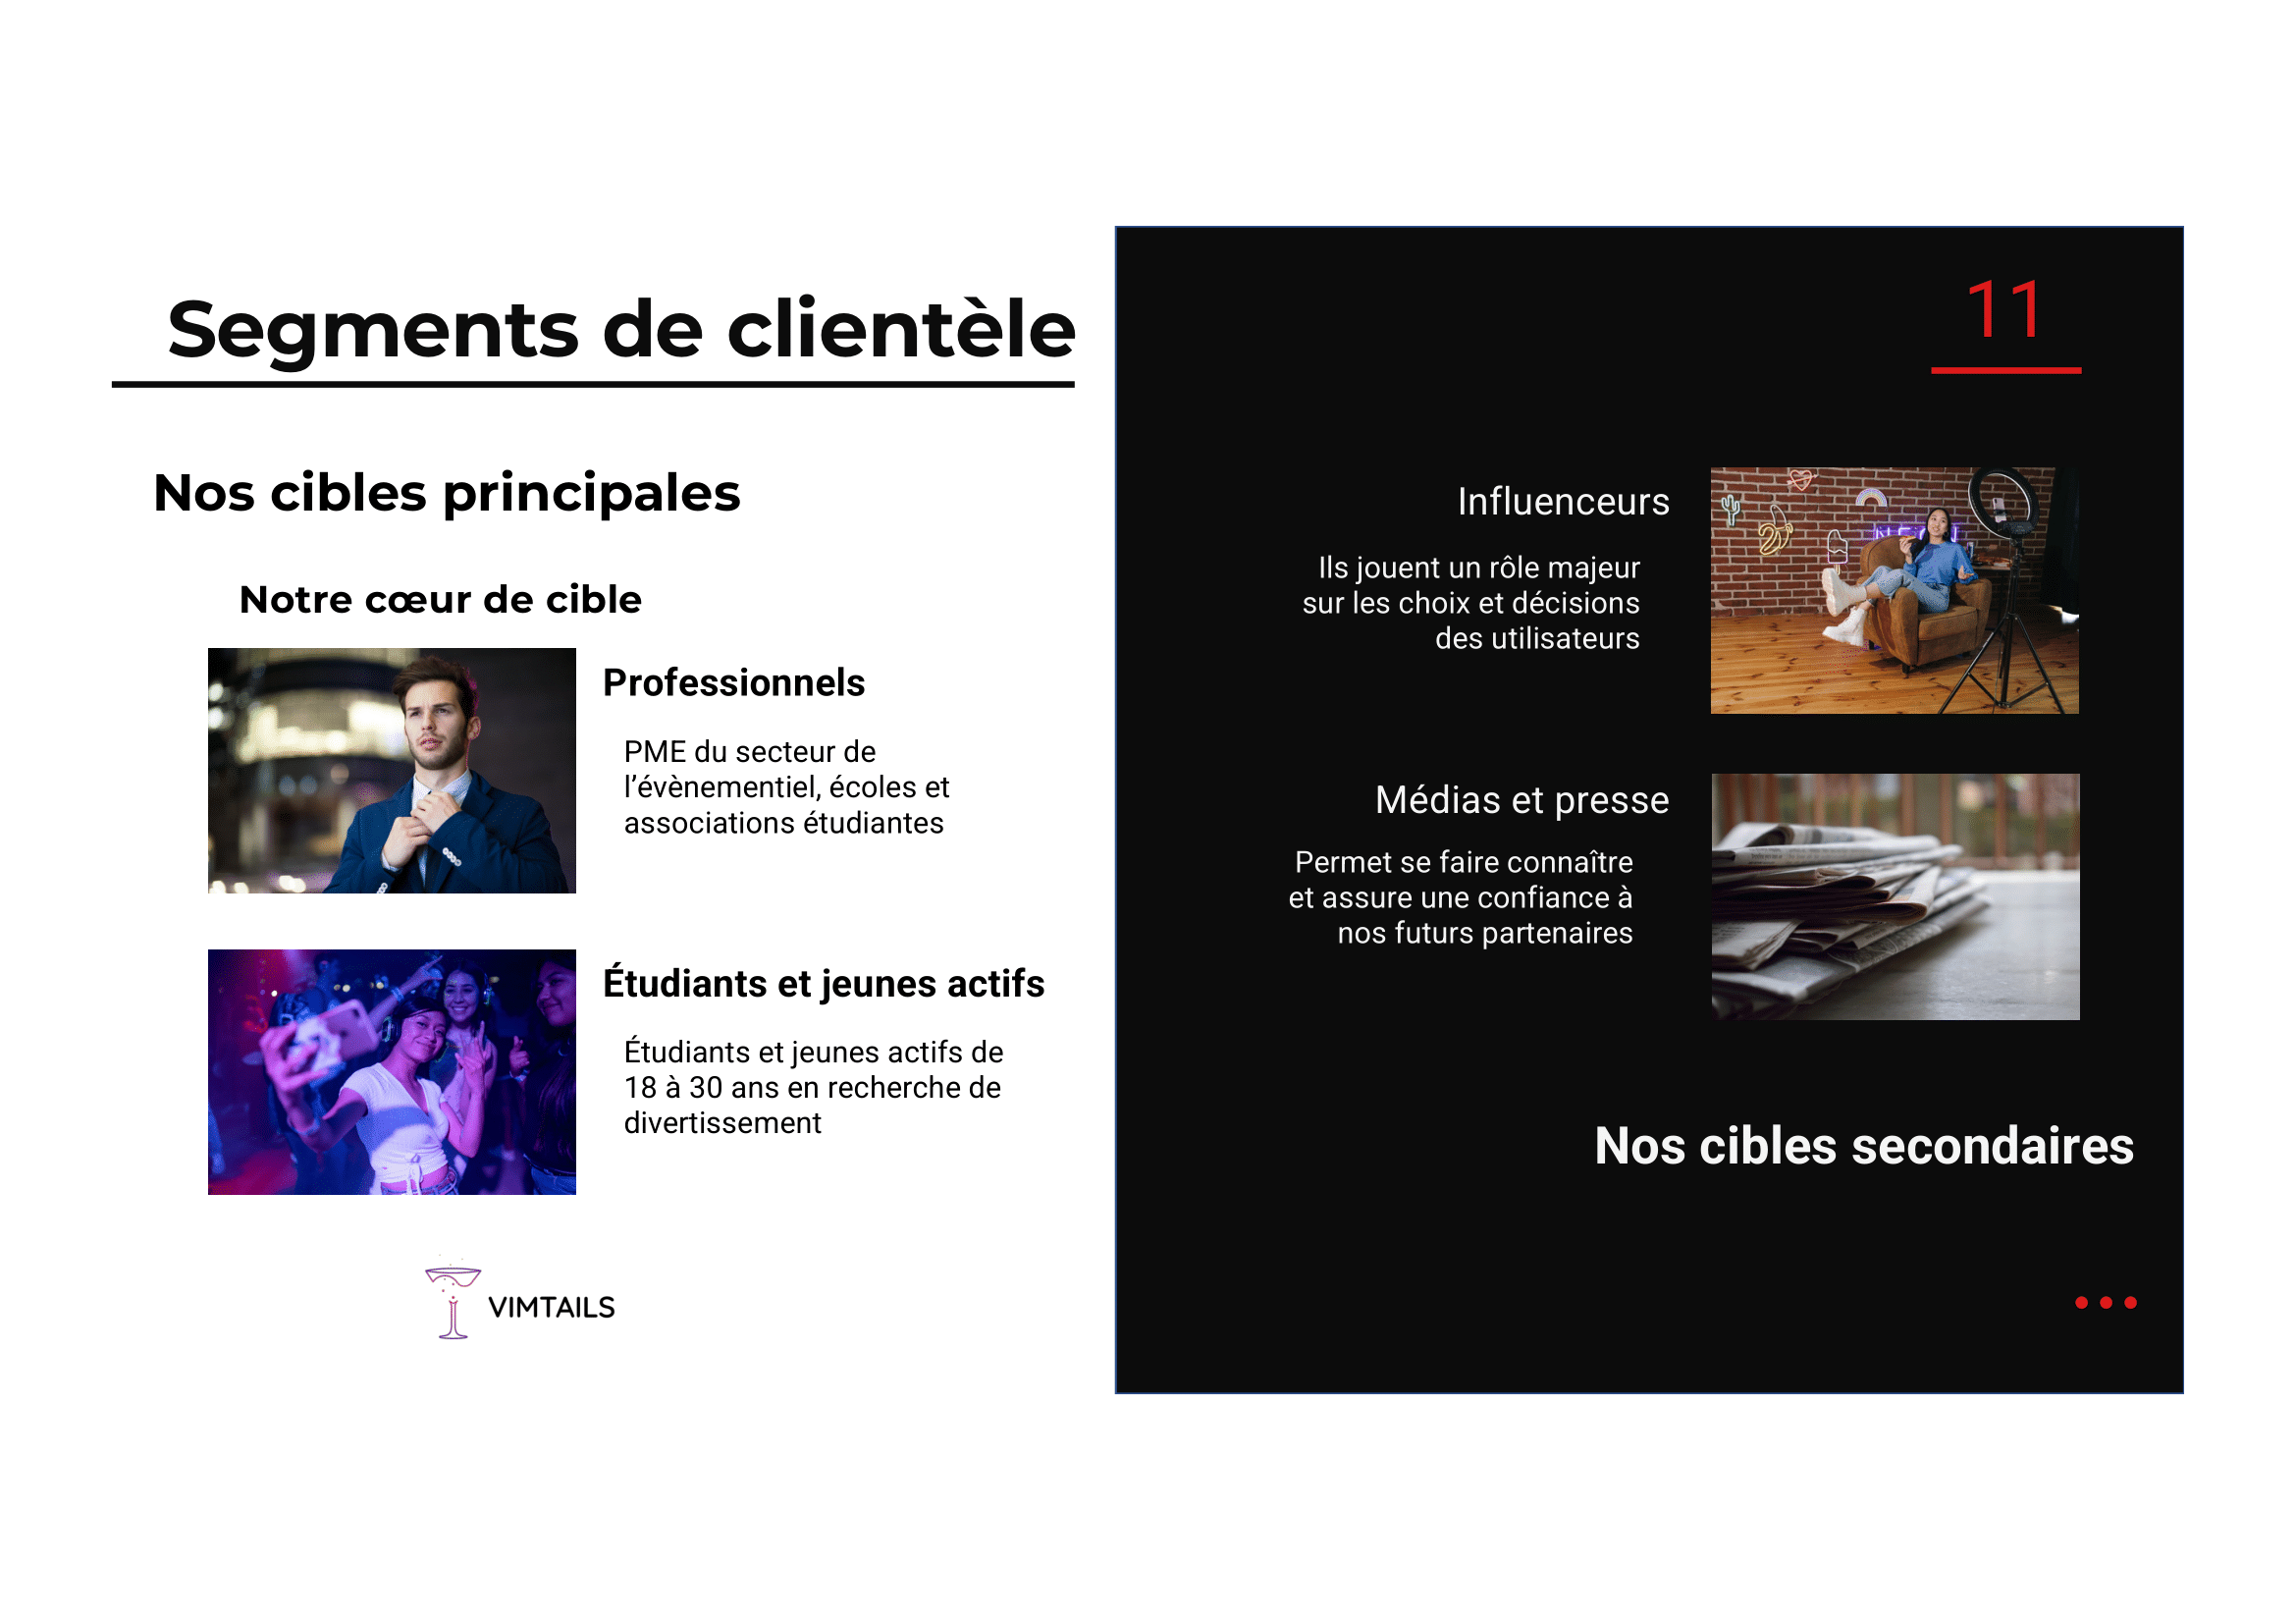 Segments de clientèle
Nos cibles principales
Notre cœur de cible
Professionnels
PME du secteur de
l’évènementiel, écoles et
associations étudiantes
Étudiants et jeunes actifs
Étudiants et jeunes actifs de
18 à 30 ans en recherche de
divertissement
VIMTAILS
11
Influenceurs
Ils jouent un rôle majeur
sur les choix et décisions
des utilisateurs
Médias et presse
Permet se faire connaître
et assure une confiance à
nos futurs partenaires
Nos cibles secondaires